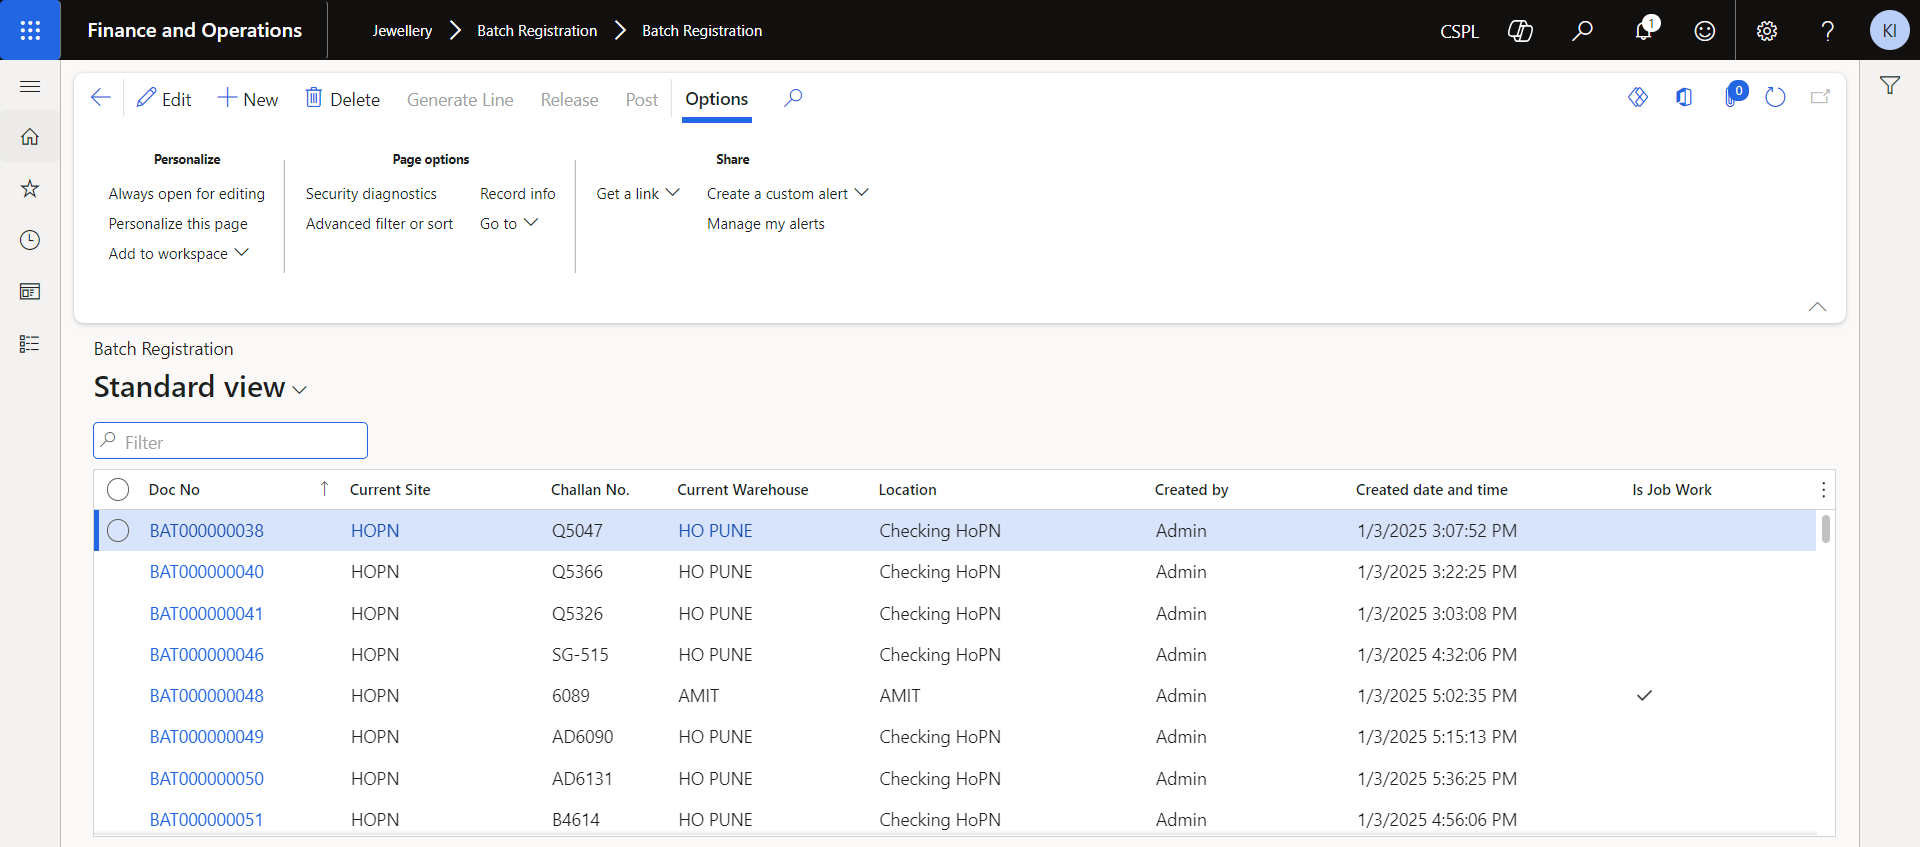 Finance and Operations
Jewellery > Batch Registration > Batch Registration
CSPL
1
?
KI
Edit
New
Delete
Generate Line
Release
Post
Options
0
Personalize
Always open for editing
Personalize this page
Add to workspace
Page options
Security diagnostics
Record info
Advanced filter or sort
Go to
Share
Get a link
Create a custom alert
Manage my alerts
Batch Registration
Standard view
Filter
Doc No ↑ Current Site Challan No. Current Warehouse Location Created by Created date and time Is Job Work
BAT000000038 HOPN Q5047 HO PUNE Checking HoPN Admin 1/3/2025 3:07:52 PM
BAT000000040 HOPN Q5366 HO PUNE Checking HoPN Admin 1/3/2025 3:22:25 PM
BAT000000041 HOPN Q5326 HO PUNE Checking HoPN Admin 1/3/2025 3:03:08 PM
BAT000000046 HOPN SG-515 HO PUNE Checking HoPN Admin 1/3/2025 4:32:06 PM
BAT000000048 HOPN 6089 AMIT AMIT Admin 1/3/2025 5:02:35 PM ✓
BAT000000049 HOPN AD6090 HO PUNE Checking HoPN Admin 1/3/2025 5:15:13 PM
BAT000000050 HOPN AD6131 HO PUNE Checking HoPN Admin 1/3/2025 5:36:25 PM
BAT000000051 HOPN B4614 HO PUNE Checking HoPN Admin 1/3/2025 4:56:06 PM